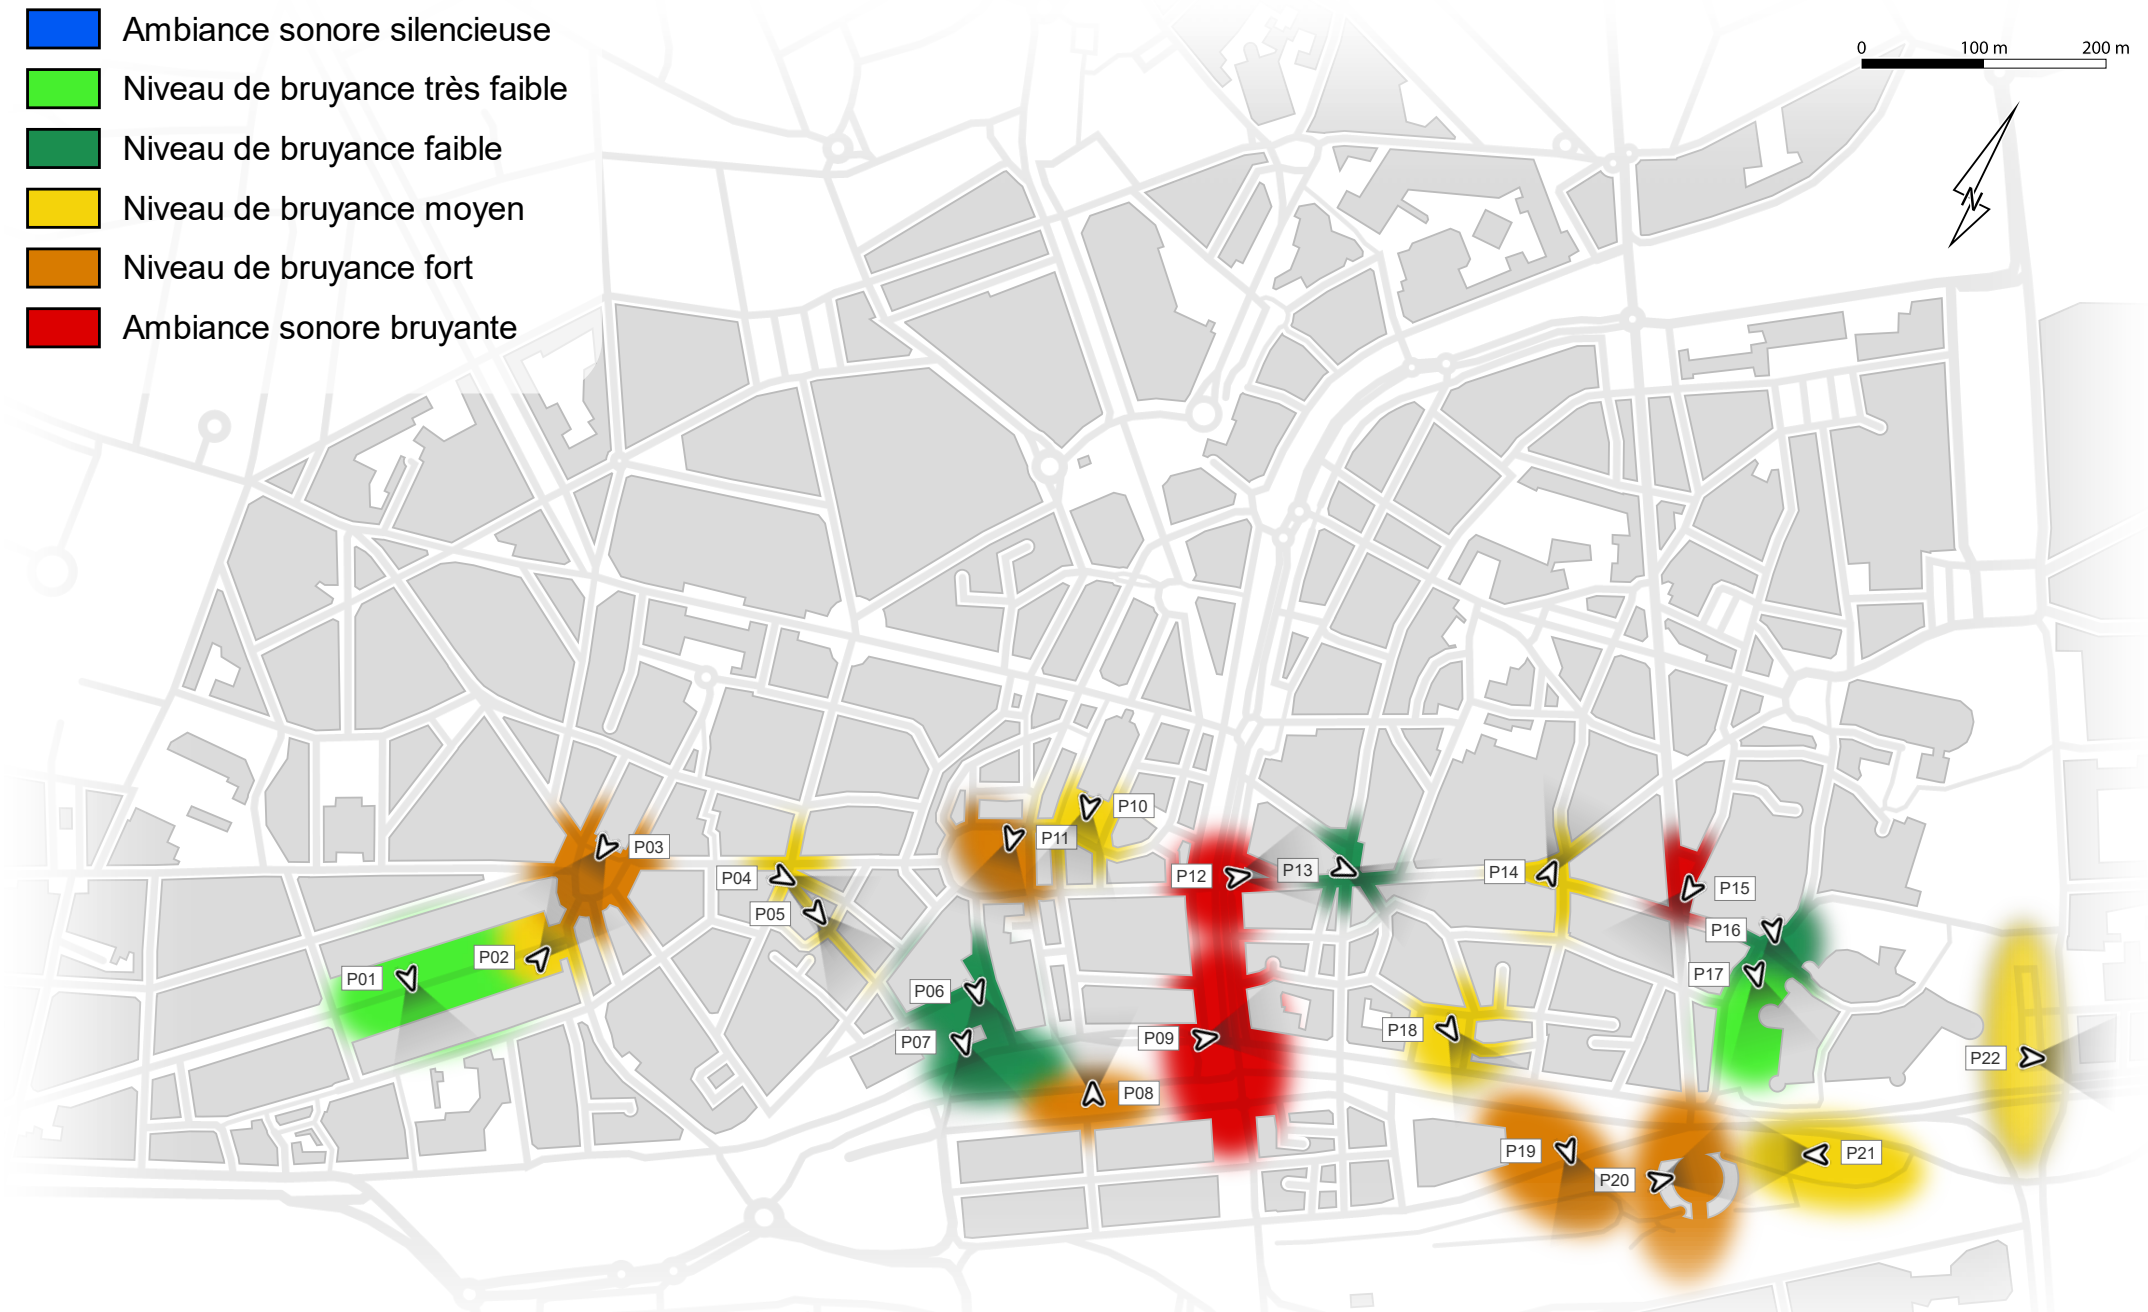 Ambiance sonore silencieuse
Niveau de bruyance très faible
Niveau de bruyance faible
Niveau de bruyance moyen
Niveau de bruyance fort
Ambiance sonore bruyante
0 100 m 200 m
N
P10
P11
P03
P12
P13
P14
P04
P15
P05
P16
P02
P17
P01
P06
P18
P09
P07
P22
P08
P19
P21
P20